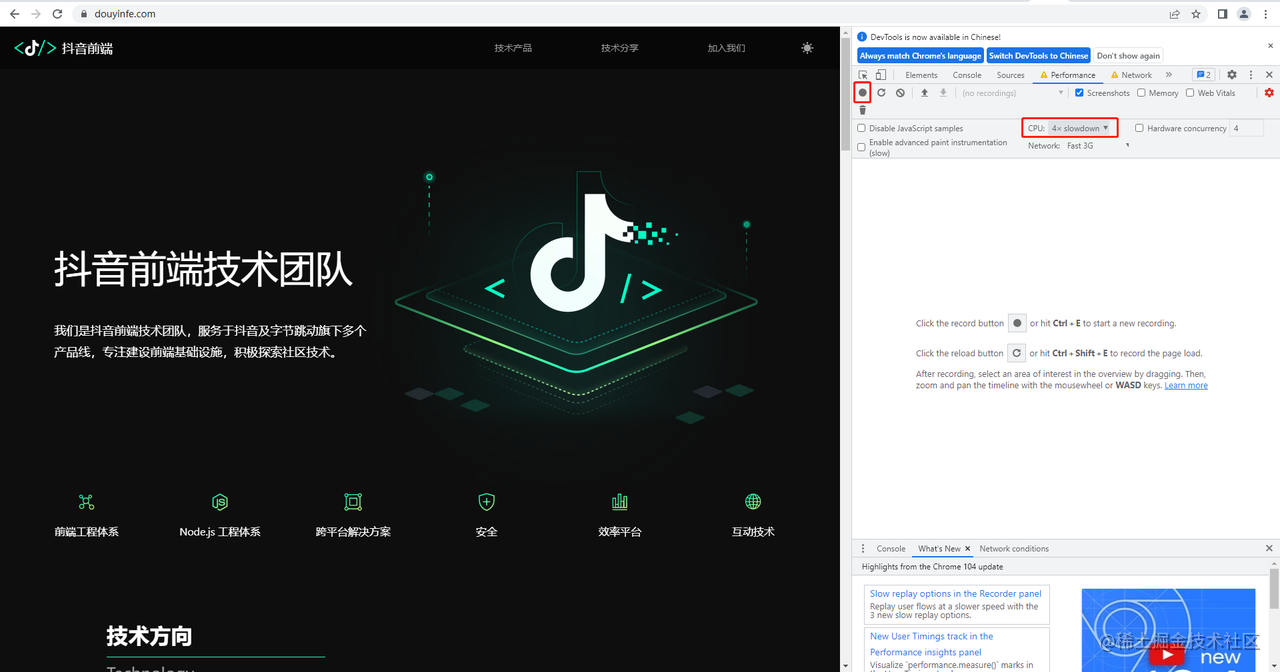 douyinfe.com
抖音前端
技术产品
技术分享
加入我们
抖音前端技术团队
我们是抖音前端技术团队，服务于抖音及字节跳动旗下多个
产品线，专注建设前端基础设施，积极探索社区技术。
前端工程体系
Node.js 工程体系
跨平台解决方案
安全
效率平台
互动技术
技术方向
Technology
DevTools is now available in Chinese!
Always match Chrome's language
Switch DevTools to Chinese
Don't show again
Elements
Console
Sources
Performance
Network
2
(no recordings)
Screenshots
Memory
Web Vitals
Disable JavaScript samples
CPU: 4× slowdown
Hardware concurrency 4
Enable advanced paint instrumentation
(slow)
Network: Fast 3G
Click the record button or hit Ctrl + E to start a new recording.
Click the reload button or hit Ctrl + Shift + E to record the page load.
After recording, select an area of interest in the overview by dragging. Then,
zoom and pan the timeline with the mousewheel or WASD keys. Learn more
Console
What's New
Network conditions
Highlights from the Chrome 104 update
Slow replay options in the Recorder panel
Replay user flows at a slower speed with the
3 new slow replay options.
New User Timings track in the
Performance insights panel
Visualize `performance.measure()` marks in
new
@稀土掘金技术社区